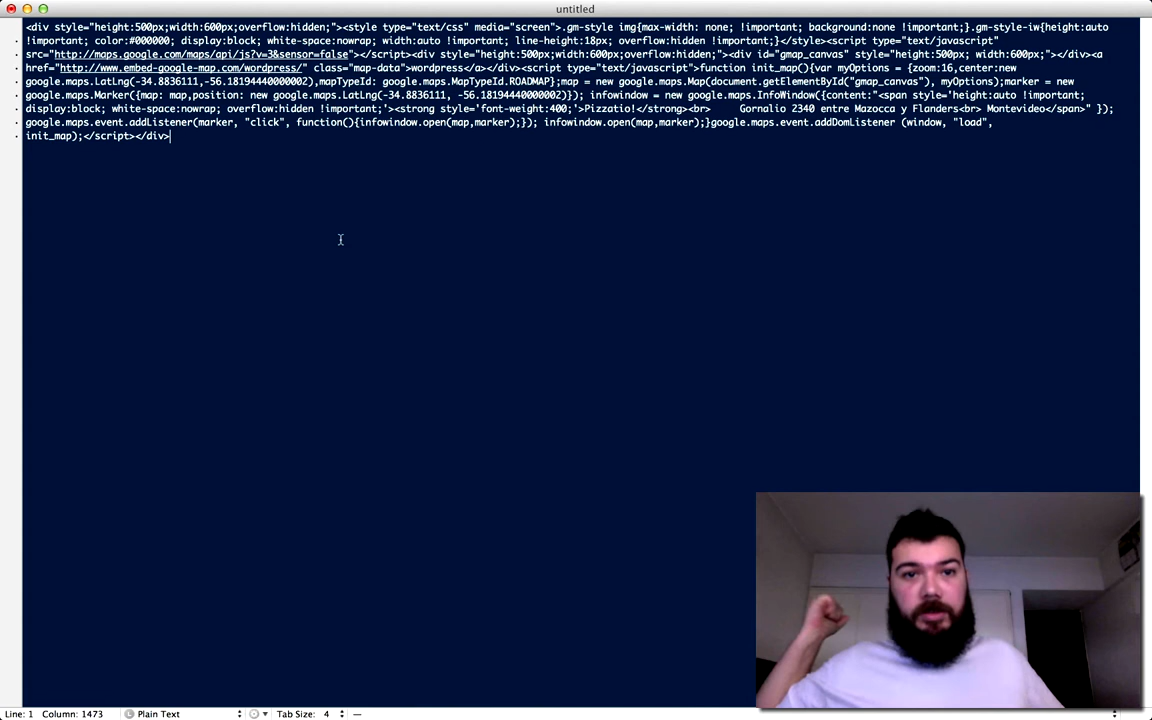 untitled
<div style="height:500px;width:600px;overflow:hidden;"><style type="text/css" media="screen">.gm-style img{max-width: none; !important; background:none !important;}.gm-style-iw{height:auto
!important; color:#000000; display:block; white-space:nowrap; width:auto !important; line-height:18px; overflow:hidden !important;}</style><script type="text/javascript"
src="http://maps.google.com/maps/api/js?v=3&sensor=false"></script><div style="height:500px;width:600px;overflow:hidden;"><div id="gmap_canvas" style="height:500px; width:600px;"></div><a
href="http://www.embed-google-map.com/wordpress/" class="map-data">wordpress</a></div><script type="text/javascript">function init_map(){var myOptions = {zoom:16,center:new
google.maps.LatLng(-34.8836111,-56.18194440000002),mapTypeId: google.maps.MapTypeId.ROADMAP};map = new google.maps.Map(document.getElementById("gmap_canvas"), myOptions);marker = new
google.maps.Marker({map: map,position: new google.maps.LatLng(-34.8836111, -56.18194440000002)}); infowindow = new google.maps.InfoWindow({content:"<span style='height:auto !important;
display:block; white-space:nowrap; overflow:hidden !important;'><strong style='font-weight:400;'>Pizzatio!</strong><br>    Gornalio 2340 entre Mazocca y Flanders<br> Montevideo</span>" });
google.maps.event.addListener(marker, "click", function(){infowindow.open(map,marker);}); infowindow.open(map,marker);}google.maps.event.addDomListener (window, "load",
init_map);</script></div>
Line: 1 Column: 1473 Plain Text Tab Size: 4 —